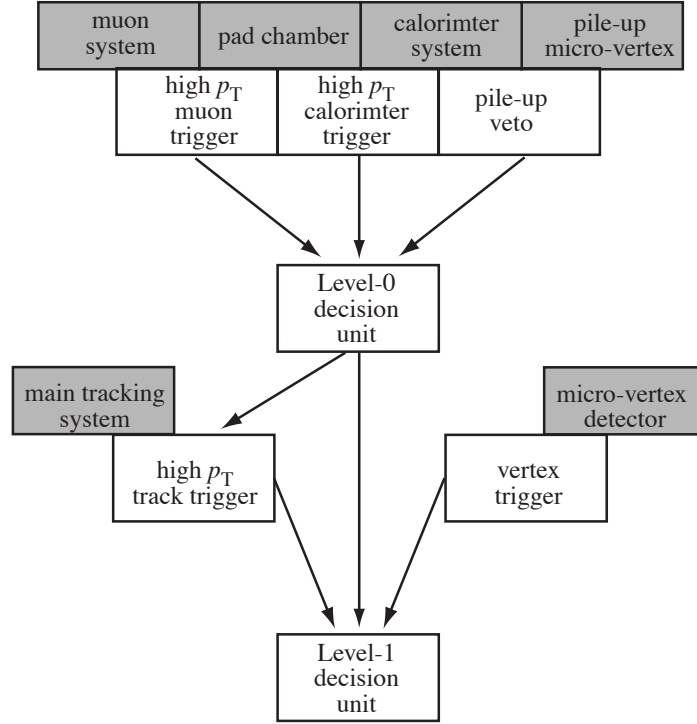 muon
system
pad chamber
calorimter
system
pile-up
micro-vertex
high pT
muon
trigger
high pT
calorimter
trigger
pile-up
veto
Level-0
decision
unit
main tracking
system
micro-vertex
detector
high pT
track trigger
vertex
trigger
Level-1
decision
unit